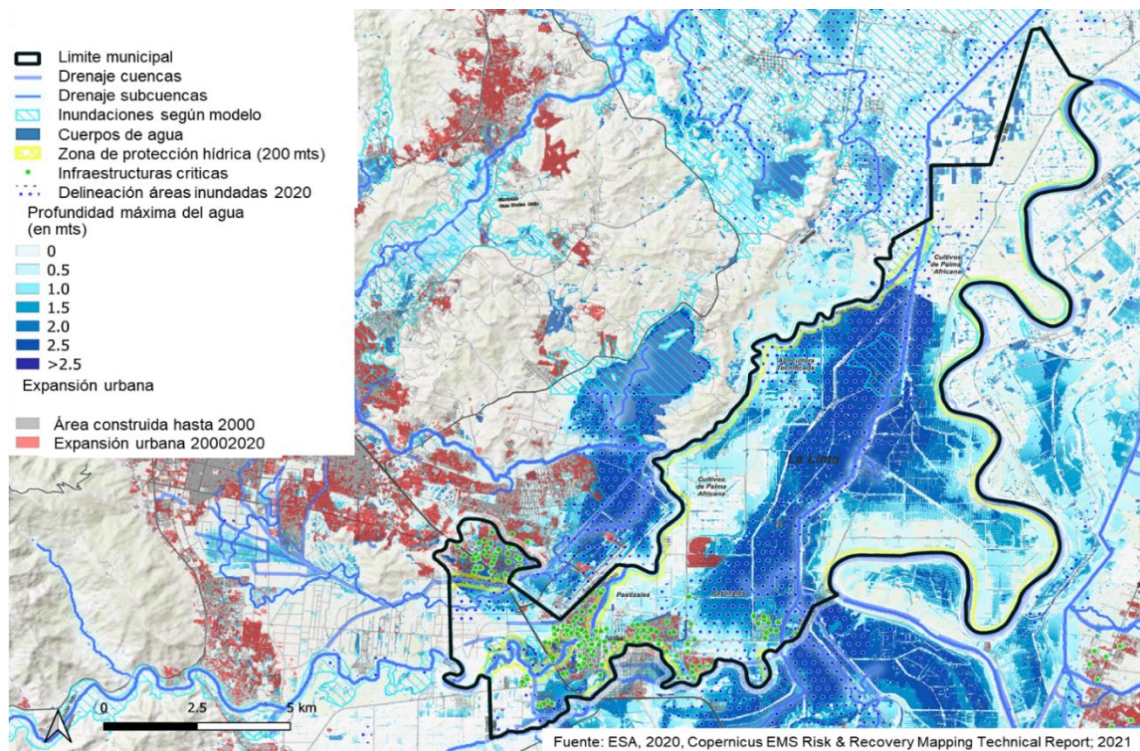 Limite municipal
Drenaje cuencas
Drenaje subcuencas
Inundaciones según modelo
Cuerpos de agua
Zona de protección hídrica (200 mts)
Infraestructuras criticas
Delineación áreas inundadas 2020
Profundidad máxima del agua
(en mts)
0
0.5
1.0
1.5
2.0
2.5
>2.5
Expansión urbana
Área construida hasta 2000
Expansión urbana 20002020
Cultivos
de Palma
Africana
Agricultura
Tecnificada
La Lima
Cultivos
de Palma
Africana
Pastizales
0
2.5
5 km
Fuente: ESA, 2020, Copernicus EMS Risk & Recovery Mapping Technical Report; 2021